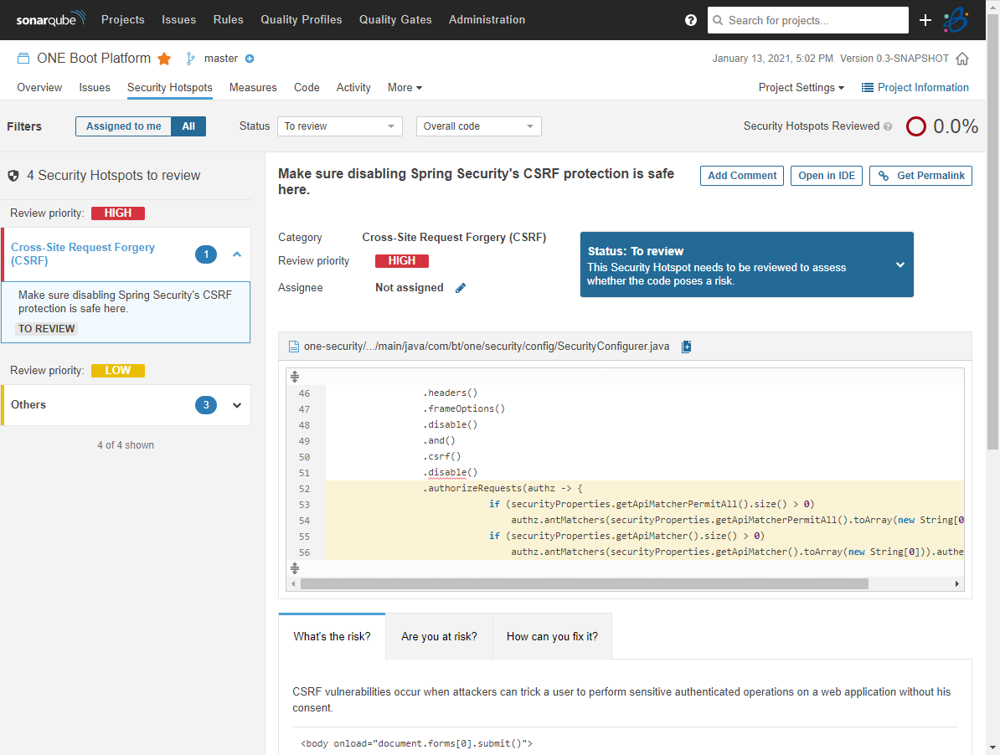 sonarqube Projects Issues Rules Quality Profiles Quality Gates Administration ? Search for projects...
ONE Boot Platform master January 13, 2021, 5:02 PM Version 0.3-SNAPSHOT
Overview Issues Security Hotspots Measures Code Activity More Project Settings Project Information
Filters Assigned to me All Status To review Overall code Security Hotspots Reviewed ? 0.0%
4 Security Hotspots to review
Review priority: HIGH
Cross-Site Request Forgery
(CSRF)
1
Make sure disabling Spring Security's CSRF
protection is safe here.
TO REVIEW
Review priority: LOW
Others 3
4 of 4 shown
Make sure disabling Spring Security's CSRF protection is safe
here.
Add Comment Open in IDE Get Permalink
Category Cross-Site Request Forgery (CSRF)
Review priority HIGH
Assignee Not assigned
Status: To review
This Security Hotspot needs to be reviewed to assess
whether the code poses a risk.
one-security/.../main/java/com/bt/one/security/config/SecurityConfigurer.java
46 .headers()
47 .frameOptions()
48 .disable()
49 .and()
50 .csrf()
51 .disable()
52 .authorizeRequests(authz -> {
53 if (securityProperties.getApiMatcherPermitAll().size() > 0)
54 authz.antMatchers(securityProperties.getApiMatcherPermitAll().toArray(new String[0
55 if (securityProperties.getApiMatcher().size() > 0)
56 authz.antMatchers(securityProperties.getApiMatcher().toArray(new String[0])).authe
What's the risk? Are you at risk? How can you fix it?
CSRF vulnerabilities occur when attackers can trick a user to perform sensitive authenticated operations on a web application without his
consent.
<body onload="document.forms[0].submit()">